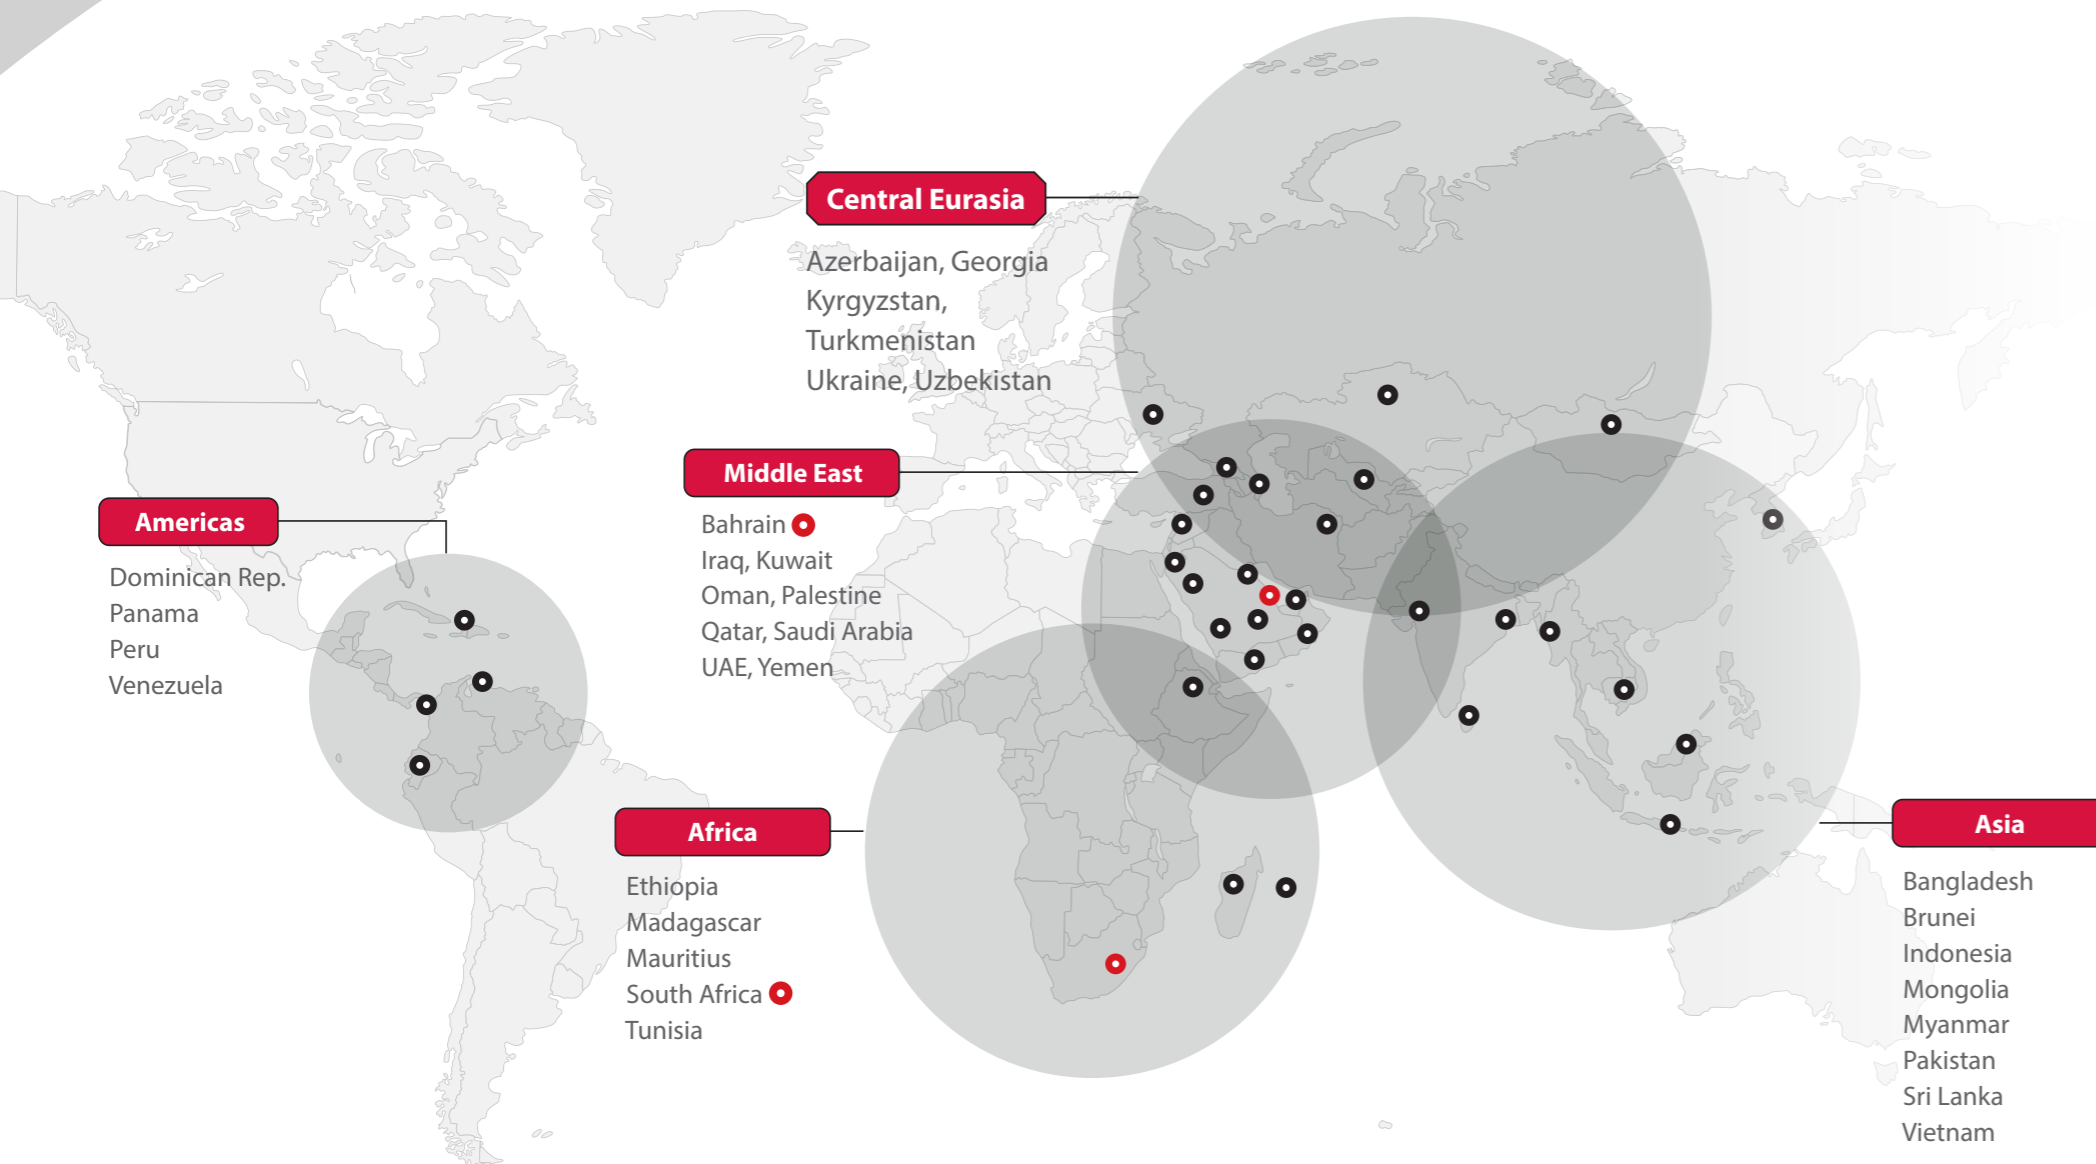 Central Eurasia
Azerbaijan, Georgia
Kyrgyzstan,
Turkmenistan
Ukraine, Uzbekistan
Middle East
Bahrain
Iraq, Kuwait
Oman, Palestine
Qatar, Saudi Arabia
UAE, Yemen
Americas
Dominican Rep.
Panama
Peru
Venezuela
Africa
Ethiopia
Madagascar
Mauritius
South Africa
Tunisia
Asia
Bangladesh
Brunei
Indonesia
Mongolia
Myanmar
Pakistan
Sri Lanka
Vietnam